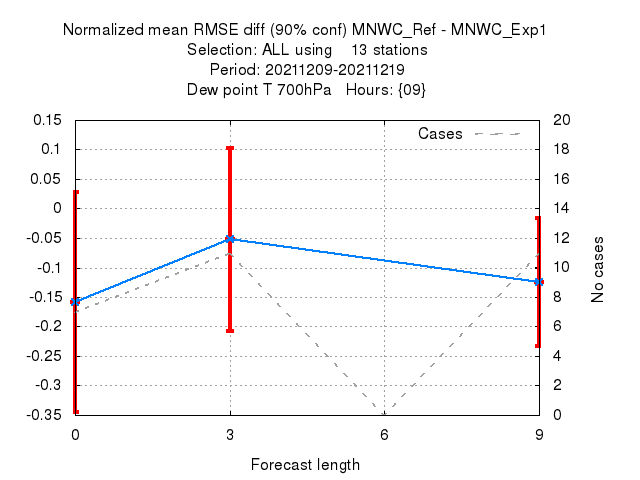 Normalized mean RMSE diff (90% conf) MNWC_Ref - MNWC_Exp1
Selection: ALL using    13 stations
Period: 20211209-20211219
Dew point T 700hPa   Hours: {09}
Cases
0.15
0.1
0.05
0
-0.05
-0.1
-0.15
-0.2
-0.25
-0.3
-0.35
20
18
16
14
12
10
8
6
4
2
0
No cases
0 3 6 9
Forecast length